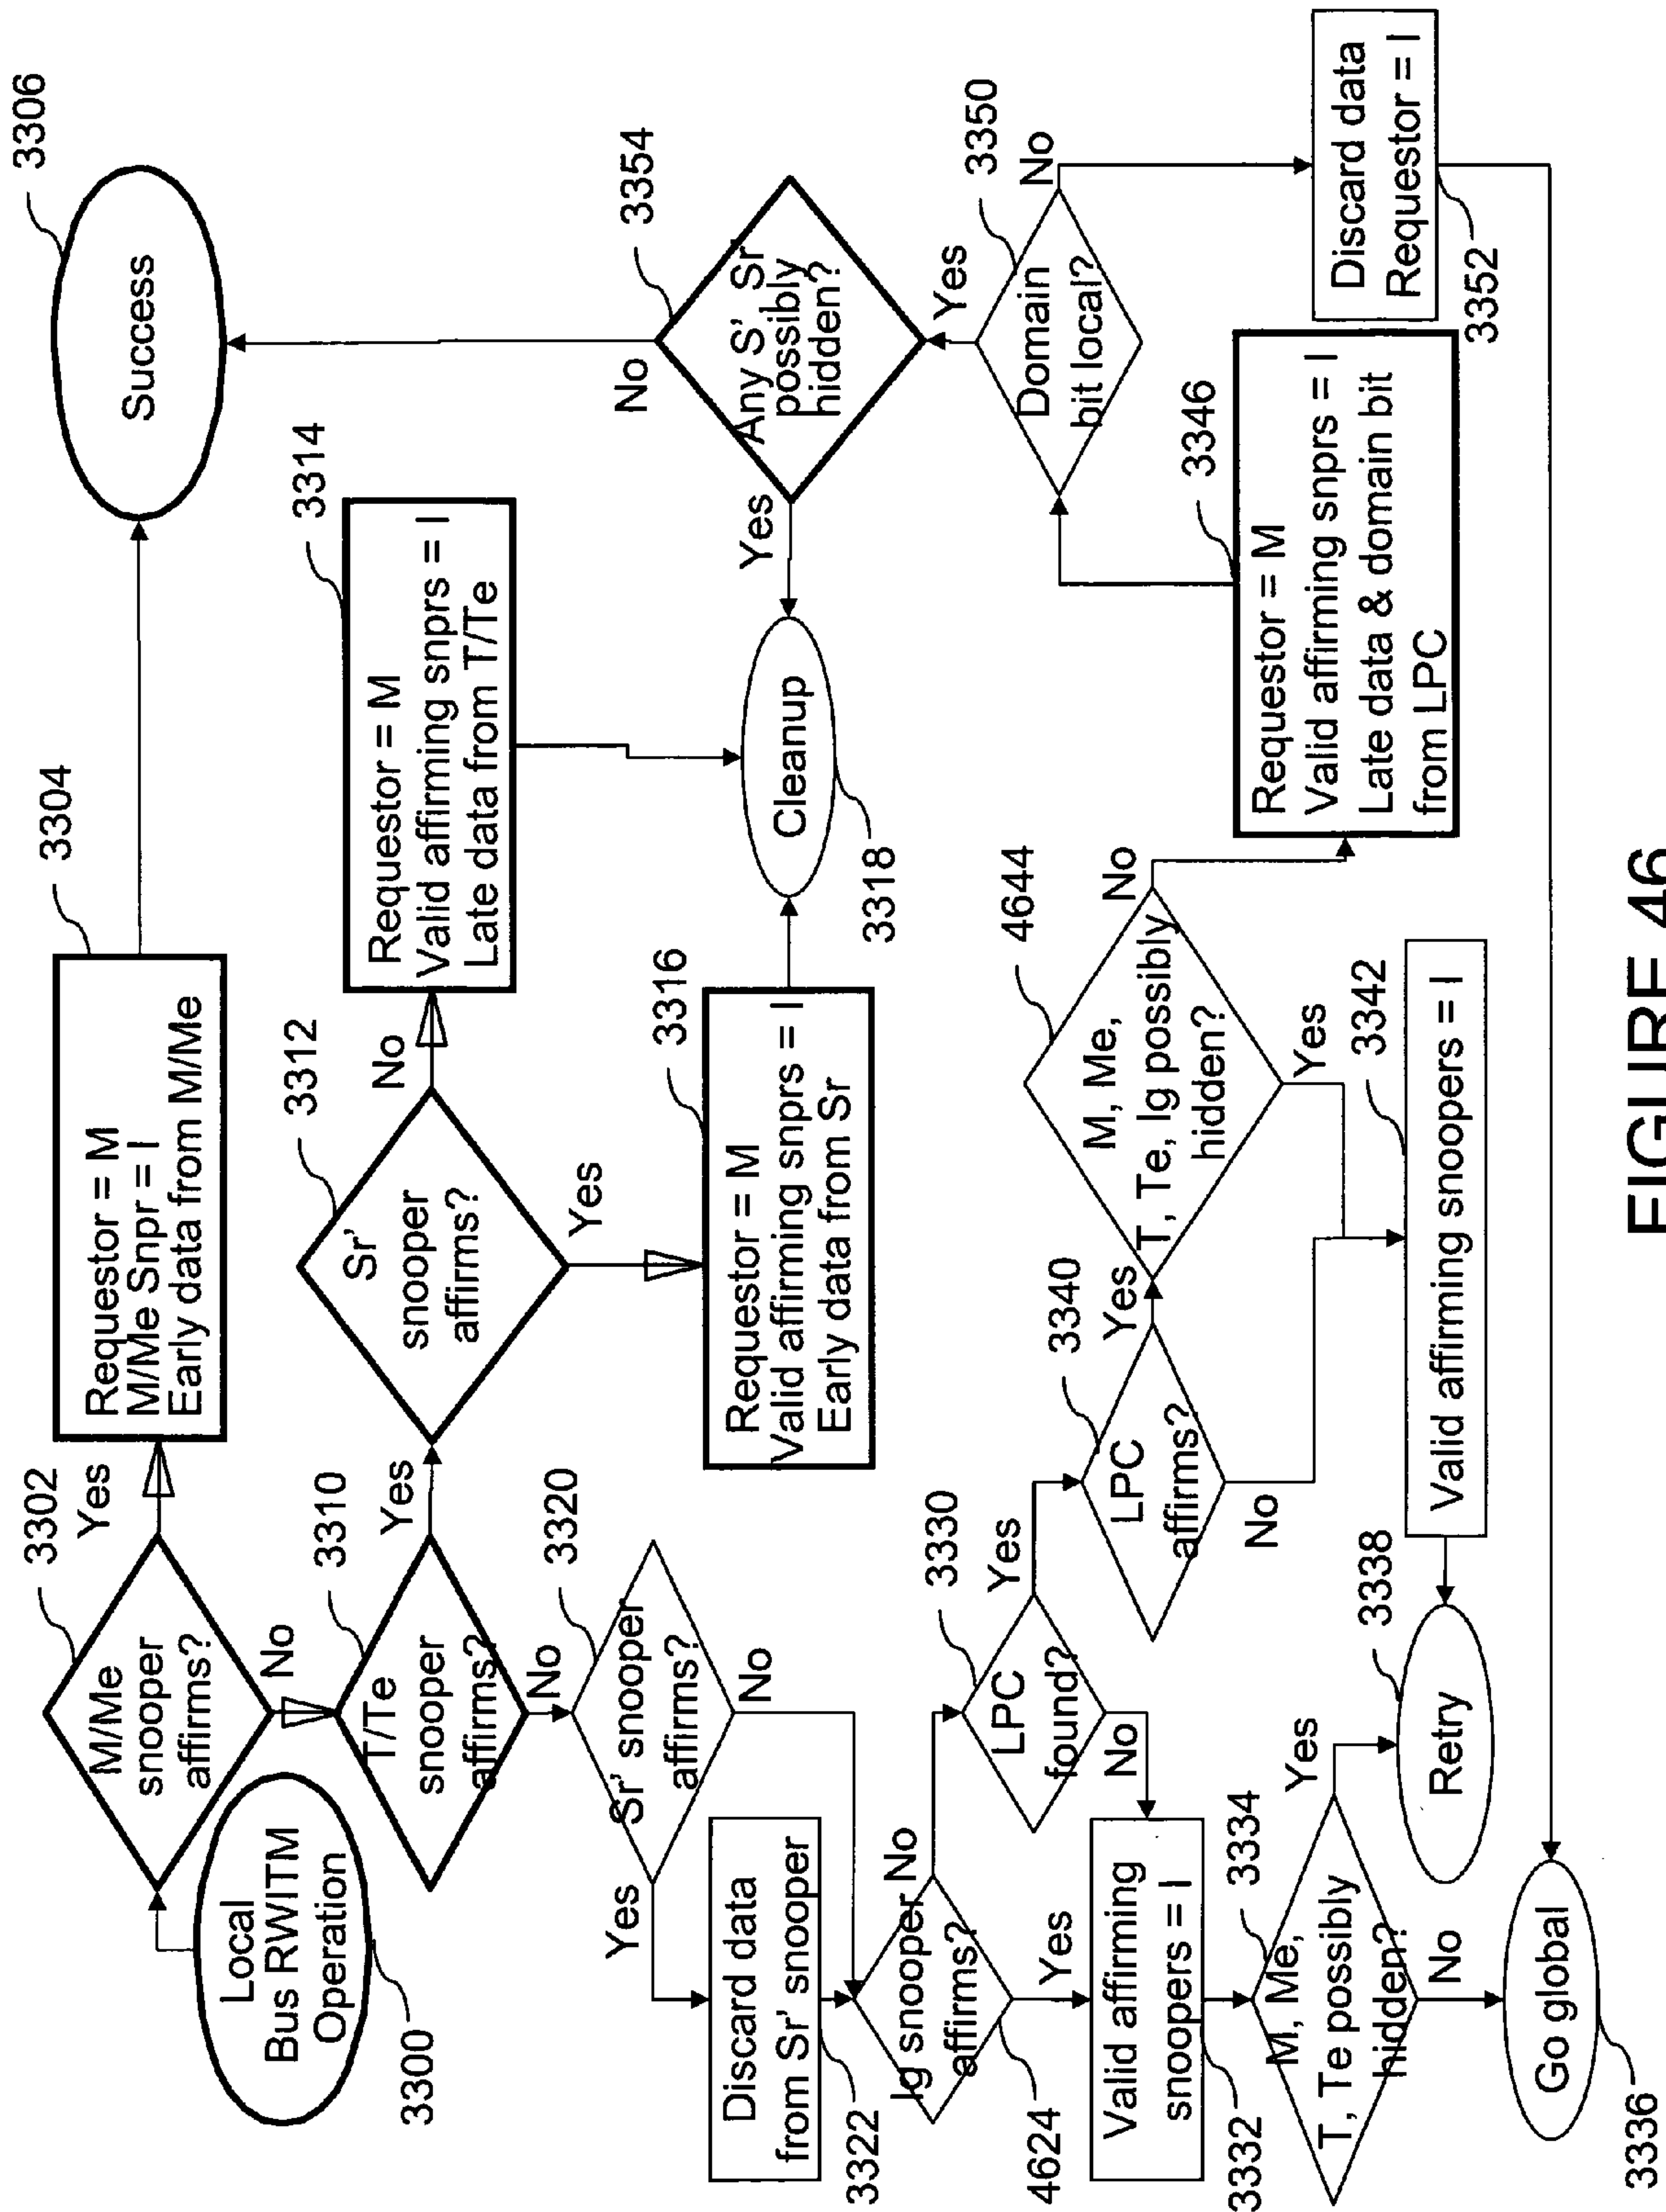 Local
Bus RWITM
Operation
3300
M/Me
snooper
affirms?
3302
Yes
No
Requestor = M
M/Me Snpr = I
Early data from M/Me
3304
Success
3306
T/Te
snooper
affirms?
3310
Yes
No
Sr'
snooper
affirms?
3312
No
Yes
Requestor = M
Valid affirming snprs = I
Late data from T/Te
3314
Requestor = M
Valid affirming snprs = I
Early data from Sr
3316
Cleanup
3318
Sr' snooper
affirms?
3320
Yes
No
Discard data
from Sr' snooper
3322
Ig snooper
affirms?
4624
No
Yes
LPC
found?
3330
Yes
No
Valid affirming
snoopers = I
3332
M, Me,
T, Te possibly
hidden?
3334
Yes
No
Go global
3336
Retry
3338
LPC
affirms?
3340
Yes
No
Valid affirming snoopers = I
3342
M, Me,
T, Te, Ig possibly
hidden?
4644
No
Yes
Requestor = M
Valid affirming snprs = I
Late data & domain bit
from LPC
3346
Domain
bit local?
3350
Yes
No
Discard data
Requestor = I
3352
Any S' Sr
possibly
hidden?
3354
No
Yes
FIGURE 46